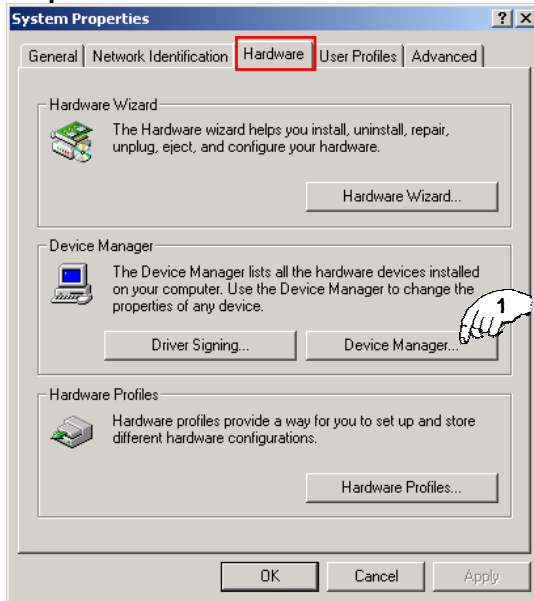 System Properties
General Network Identification Hardware User Profiles Advanced
Hardware Wizard
The Hardware wizard helps you install, uninstall, repair,
unplug, eject, and configure your hardware.
Hardware Wizard...
Device Manager
The Device Manager lists all the hardware devices installed
on your computer. Use the Device Manager to change the
properties of any device.
1
Driver Signing... Device Manager...
Hardware Profiles
Hardware profiles provide a way for you to set up and store
different hardware configurations.
Hardware Profiles...
OK Cancel Apply